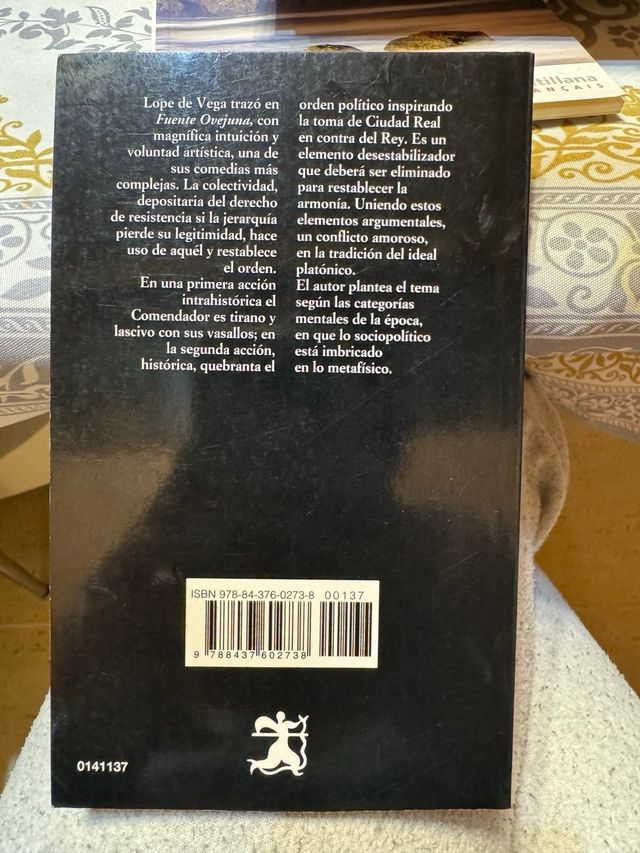 tillana
ANÇAIS
Lope de Vega trazó en
Fuente Ovejuna, con
magnífica intuición y
voluntad artística, una de
sus comedias más
complejas. La colectividad,
depositaria del derecho
de resistencia si la jerarquía
pierde su legitimidad, hace
uso de aquél y restablece
el orden.
En una primera acción
intrahistórica el
Comendador es tirano y
lascivo con sus vasallos; en
la segunda acción,
histórica, quebranta el
orden político inspirando
la toma de Ciudad Real
en contra del Rey. Es un
elemento desestabilizador
que deberá ser eliminado
para restablecer la
armonía. Uniendo estos
elementos argumentales,
un conflicto amoroso,
en la tradición del ideal
platónico.
El autor plantea el tema
según las categorías
mentales de la época,
en que lo sociopolítico
está imbricado
en lo metafísico.
ISBN 978-84-376-0273-8 00137
9 788437 602738
0141137